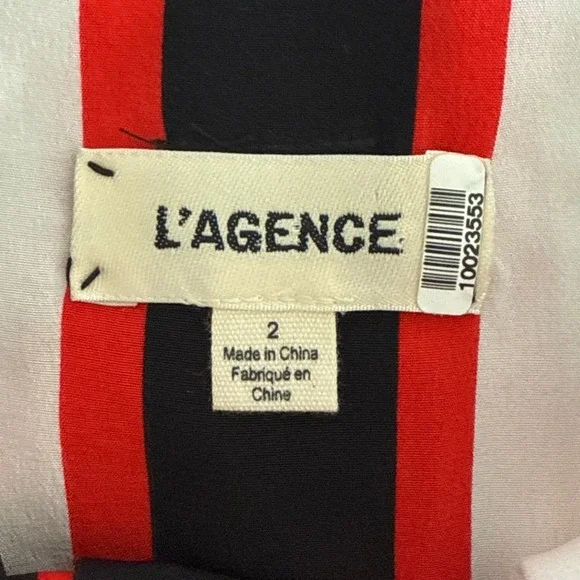 L'AGENCE
10023553
2
Made in China
Fabriqué en
Chine